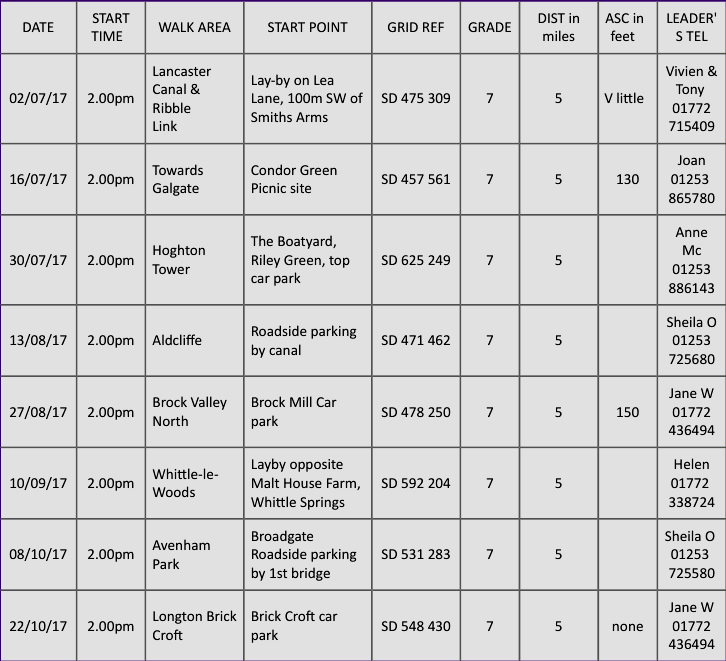 DATE START TIME WALK AREA START POINT GRID REF GRADE DIST in miles ASC in feet LEADER'S TEL
02/07/17 2.00pm Lancaster Canal & Ribble Link Lay-by on Lea Lane, 100m SW of Smiths Arms SD 475 309 7 5 V little Vivien & Tony 01772 715409
16/07/17 2.00pm Towards Galgate Condor Green Picnic site SD 457 561 7 5 130 Joan 01253 865780
30/07/17 2.00pm Hoghton Tower The Boatyard, Riley Green, top car park SD 625 249 7 5 Anne Mc 01253 886143
13/08/17 2.00pm Aldcliffe Roadside parking by canal SD 471 462 7 5 Sheila O 01253 725680
27/08/17 2.00pm Brock Valley North Brock Mill Car park SD 478 250 7 5 150 Jane W 01772 436494
10/09/17 2.00pm Whittle-le-Woods Layby opposite Malt House Farm, Whittle Springs SD 592 204 7 5 Helen 01772 338724
08/10/17 2.00pm Avenham Park Broadgate Roadside parking by 1st bridge SD 531 283 7 5 Sheila O 01253 725580
22/10/17 2.00pm Longton Brick Croft Brick Croft car park SD 548 430 7 5 none Jane W 01772 436494